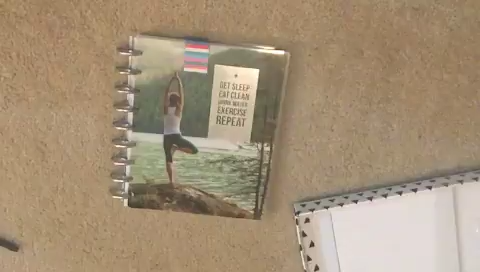 GET SLEEP
EAT CLEAN
DRINK WATER
EXERCISE
REPEAT